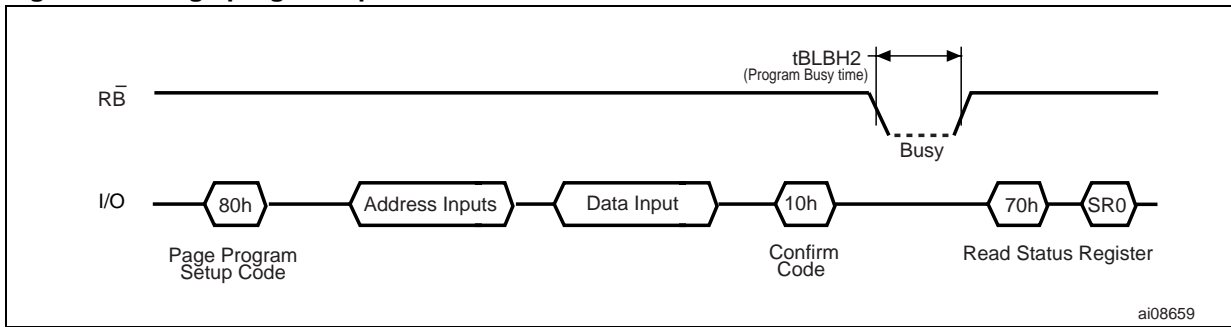 tBLBH2
(Program Busy time)
RB̅
Busy
I/O
80h
Address Inputs
Data Input
10h
70h
SR0
Page Program
Setup Code
Confirm
Code
Read Status Register
ai08659